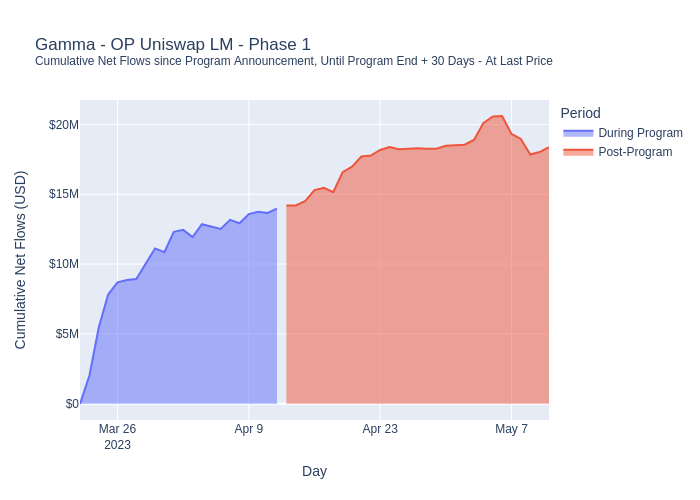 Gamma - OP Uniswap LM - Phase 1
Cumulative Net Flows since Program Announcement, Until Program End + 30 Days - At Last Price
Period
During Program
Post-Program
Cumulative Net Flows (USD)
$20M
$15M
$10M
$5M
$0
Mar 26
2023
Apr 9
Apr 23
May 7
Day